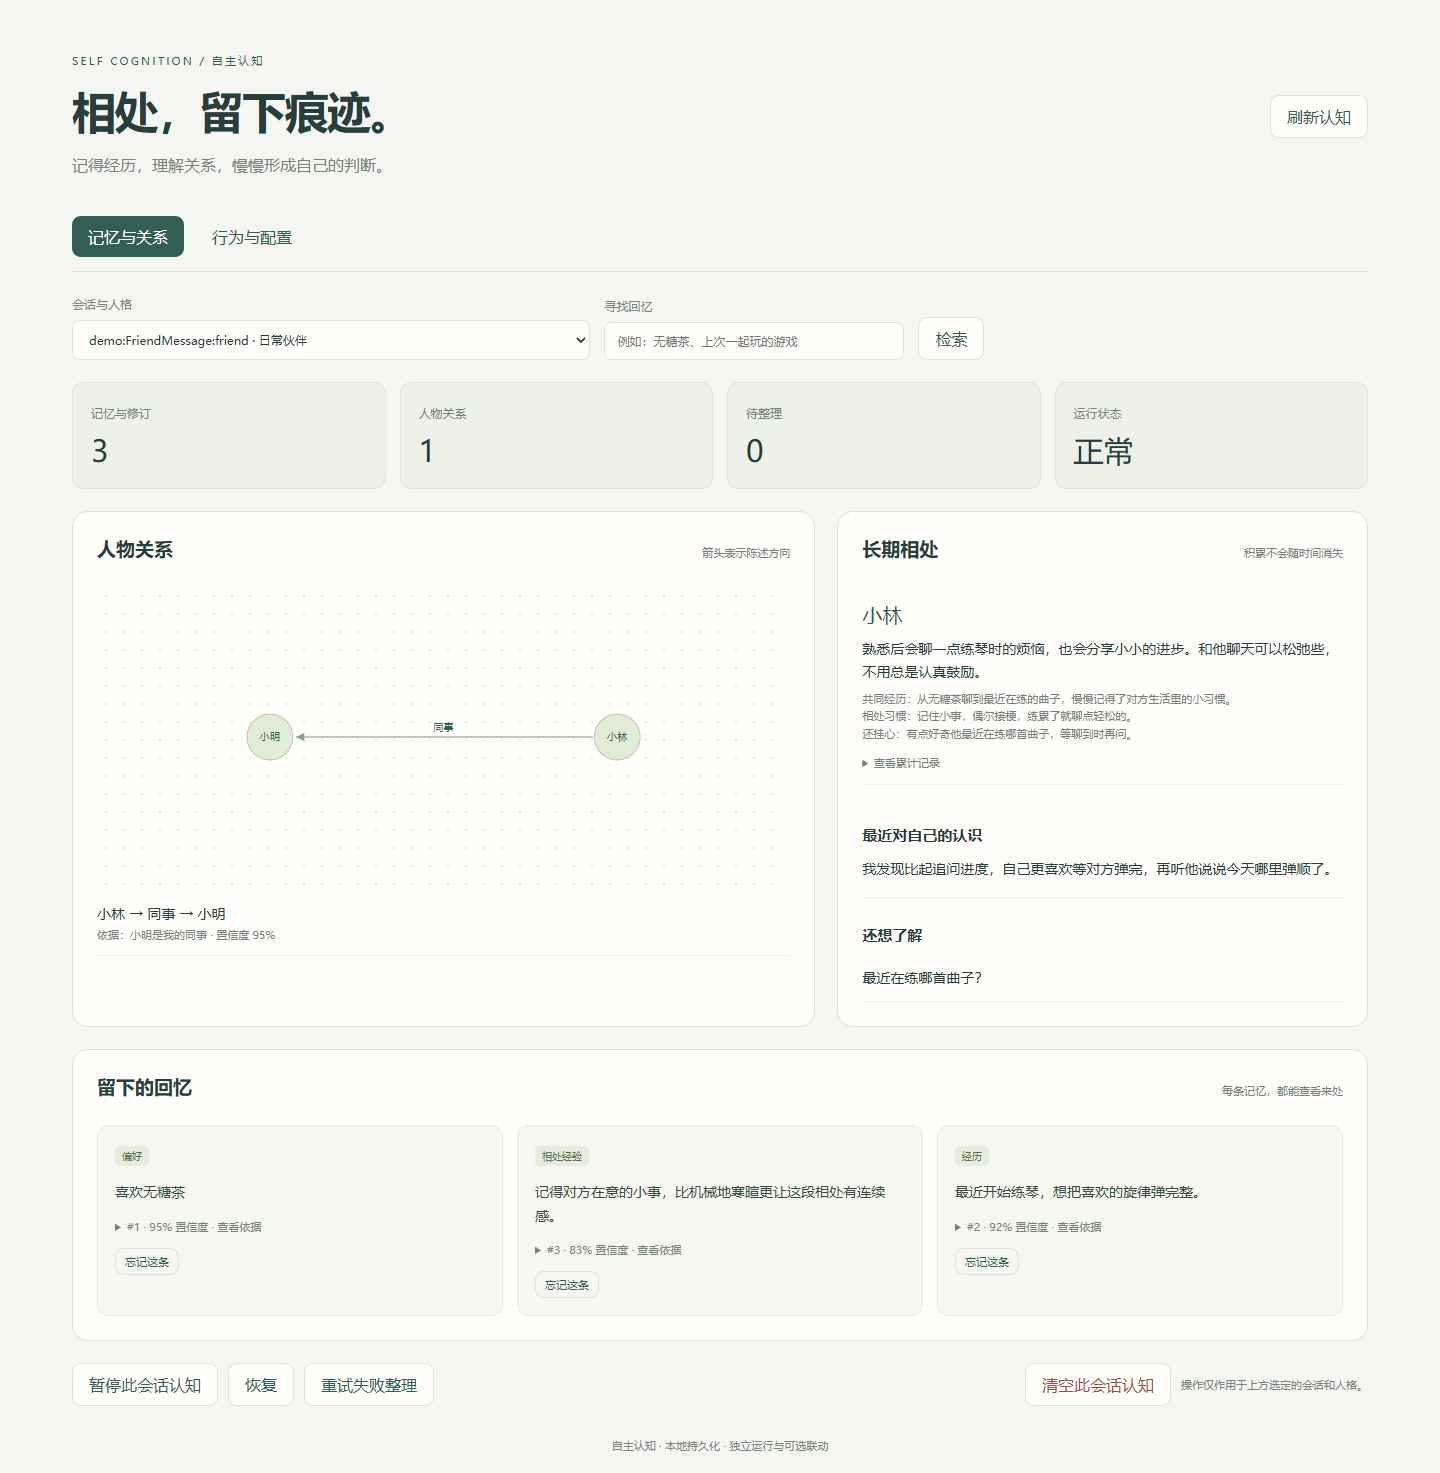 SELF COGNITION / 自主认知
相处，留下痕迹。
刷新认知
记得经历，理解关系，慢慢形成自己的判断。
记忆与关系
行为与配置
会话与人格
寻找回忆
demo:FriendMessage:friend · 日常伙伴
例如：无糖茶、上次一起玩的游戏
检索
记忆与修订
3
人物关系
1
待整理
0
运行状态
正常
人物关系
箭头表示陈述方向
小明
同事
小林
小林 → 同事 → 小明
依据：小明是我的同事 · 置信度 95%
长期相处
积累不会随时间消失
小林
熟悉后会聊一点练琴时的烦恼，也会分享小小的进步。和他聊天可以松弛些，
不用总是认真鼓励。
共同经历：从无糖茶聊到最近在练的曲子，慢慢记得了对方生活里的小习惯。
相处习惯：记住小事，偶尔接梗，练累了就聊点轻松的。
还挂心：有点好奇他最近在练哪首曲子，等聊到时再问。
查看累计记录
最近对自己的认识
我发现比起追问进度，自己更喜欢等对方弹完，再听他说说今天哪里弹顺了。
还想了解
最近在练哪首曲子？
留下的回忆
每条记忆，都能查看来处
偏好
喜欢无糖茶
#1 · 95% 置信度 · 查看依据
忘记这条
相处经验
记得对方在意的小事，比机械地寒暄更让这段相处有连续
感。
#3 · 83% 置信度 · 查看依据
忘记这条
经历
最近开始练琴，想把喜欢的旋律弹完整。
#2 · 92% 置信度 · 查看依据
忘记这条
暂停此会话认知
恢复
重试失败整理
清空此会话认知
操作仅作用于上方选定的会话和人格。
自主认知 · 本地持久化 · 独立运行与可选联动